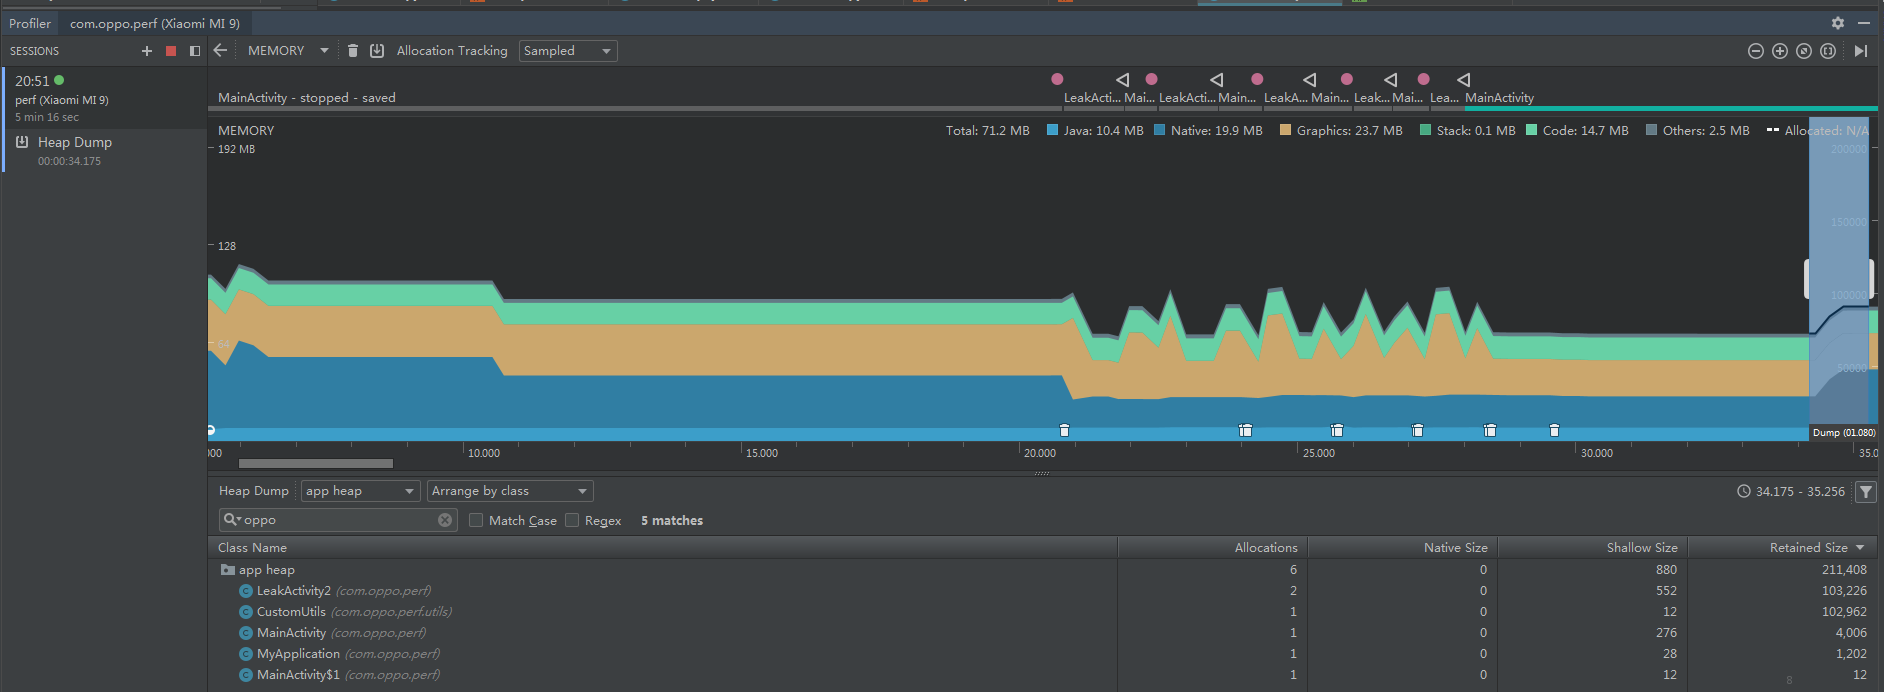 Profiler com.oppo.perf (Xiaomi MI 9)
SESSIONS MEMORY Allocation Tracking Sampled
20:51
perf (Xiaomi MI 9)
5 min 16 sec
Heap Dump
00:00:34.175
MainActivity - stopped - saved LeakActi... Mai... LeakActi... Main... LeakA... Main... Leak... Mai... Lea... MainActivity
MEMORY Total: 71.2 MB Java: 10.4 MB Native: 19.9 MB Graphics: 23.7 MB Stack: 0.1 MB Code: 14.7 MB Others: 2.5 MB Allocated: N/A
192 MB 200000
150000
128
100000
64
50000
Dump (01.080)
000 10.000 15.000 20.000 25.000 30.000 35.0
Heap Dump app heap Arrange by class 34.175 - 35.256
oppo Match Case Regex 5 matches
Class Name Allocations Native Size Shallow Size Retained Size
app heap 6 0 880 211,408
LeakActivity2 (com.oppo.perf) 2 0 552 103,226
CustomUtils (com.oppo.perf.utils) 1 0 12 102,962
MainActivity (com.oppo.perf) 1 0 276 4,006
MyApplication (com.oppo.perf) 1 0 28 1,202
MainActivity$1 (com.oppo.perf) 1 0 12 12
8